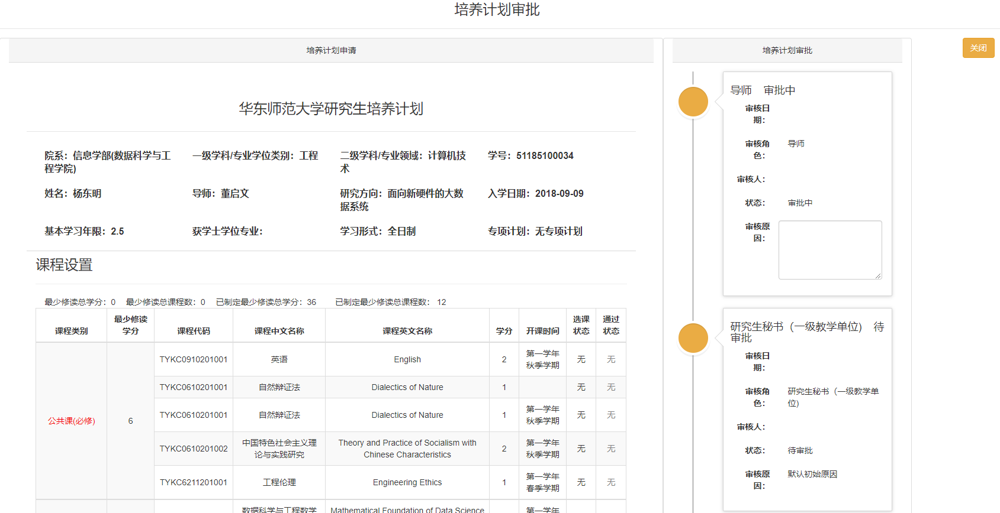 培养计划审批
培养计划申请
培养计划审批
关闭
华东师范大学研究生培养计划
院系：信息学部(数据科学与工
程学院)
一级学科/专业学位类别：工程
二级学科/专业领域：计算机技
术
学号：51185100034
姓名：杨东明
导师：董启文
研究方向：面向新硬件的大数
据系统
入学日期：2018-09-09
基本学习年限：2.5
获学士学位专业：
学习形式：全日制
专项计划：无专项计划
课程设置
最少修读总学分：0 最少修读总课程数：0 已制定最少修读总学分：36 已制定最少修读总课程数： 12
课程类别
最少修读
学分
课程代码
课程中文名称
课程英文名称
学分
开课时间
选课
状态
通过
状态
公共课(必修)
6
TYKC0910201001
英语
English
2
第一学年
秋季学期
无
无
TYKC0610201001
自然辩证法
Dialectics of Nature
1
无
无
TYKC0610201001
自然辩证法
Dialectics of Nature
1
第一学年
秋季学期
无
无
TYKC0610201002
中国特色社会主义理
论与实践研究
Theory and Practice of Socialism with
Chinese Characteristics
2
第一学年
秋季学期
无
无
TYKC6211201001
工程伦理
Engineering Ethics
1
第一学年
春季学期
无
无
数据科学与工程数学
Mathematical Foundation of Data Science
第一学年
导师 审批中
审核日
期：
审核角
色：
导师
审核人：
状态：
审批中
审核原
因：
研究生秘书（一级教学单位） 待
审批
审核日
期：
审核角
色：
研究生秘书（一级教学单
位）
审核人：
状态：
待审批
审核原
因：
默认初始原因